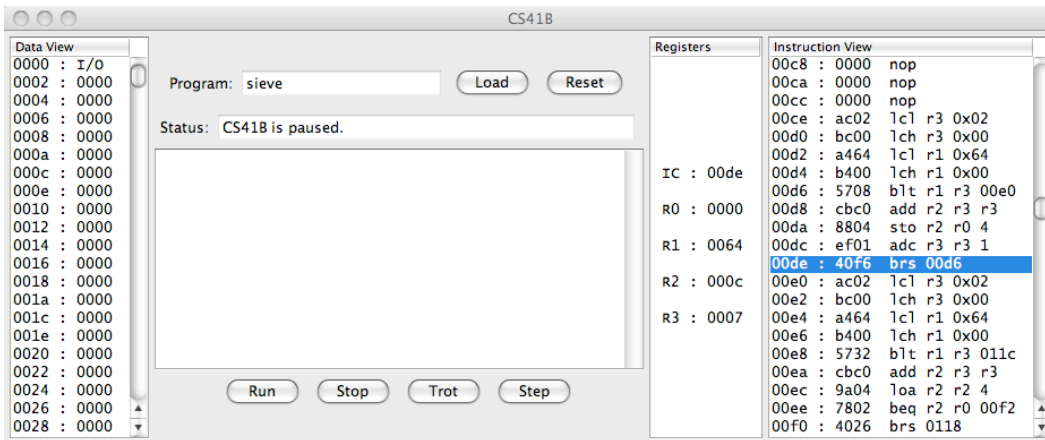 CS41B
Data View
0000 : I/O
0002 : 0000
0004 : 0000
0006 : 0000
0008 : 0000
000a : 0000
000c : 0000
000e : 0000
0010 : 0000
0012 : 0000
0014 : 0000
0016 : 0000
0018 : 0000
001a : 0000
001c : 0000
001e : 0000
0020 : 0000
0022 : 0000
0024 : 0000
0026 : 0000
0028 : 0000
Program: sieve Load Reset
Status: CS41B is paused.
Run Stop Trot Step
Registers
IC : 00de
R0 : 0000
R1 : 0064
R2 : 000c
R3 : 0007
Instruction View
00c8 : 0000 nop
00ca : 0000 nop
00cc : 0000 nop
00ce : ac02 lcl r3 0x02
00d0 : bc00 lch r3 0x00
00d2 : a464 lcl r1 0x64
00d4 : b400 lch r1 0x00
00d6 : 5708 blt r1 r3 00e0
00d8 : cbc0 add r2 r3 r3
00da : 8804 sto r2 r0 4
00dc : ef01 adc r3 r3 1
00de : 40f6 brs 00d6
00e0 : ac02 lcl r3 0x02
00e2 : bc00 lch r3 0x00
00e4 : a464 lcl r1 0x64
00e6 : b400 lch r1 0x00
00e8 : 5732 blt r1 r3 011c
00ea : cbc0 add r2 r3 r3
00ec : 9a04 loa r2 r2 4
00ee : 7802 beq r2 r0 00f2
00f0 : 4026 brs 0118